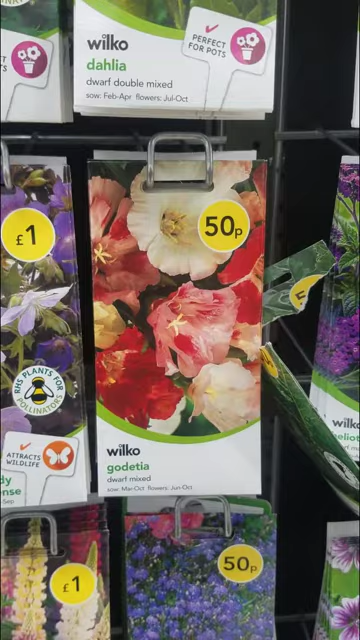 wilko
dahlia
dwarf double mixed
sow: Feb-Apr flowers: Jul-Oct
PERFECT
FOR POTS
£1
50p
RHS PLANTS FOR
POLLINATORS
ATTRACTS
WILDLIFE
wilko
godetia
dwarf mixed
sow: Mar-Oct flowers: Jun-Oct
wilko
£1
50p